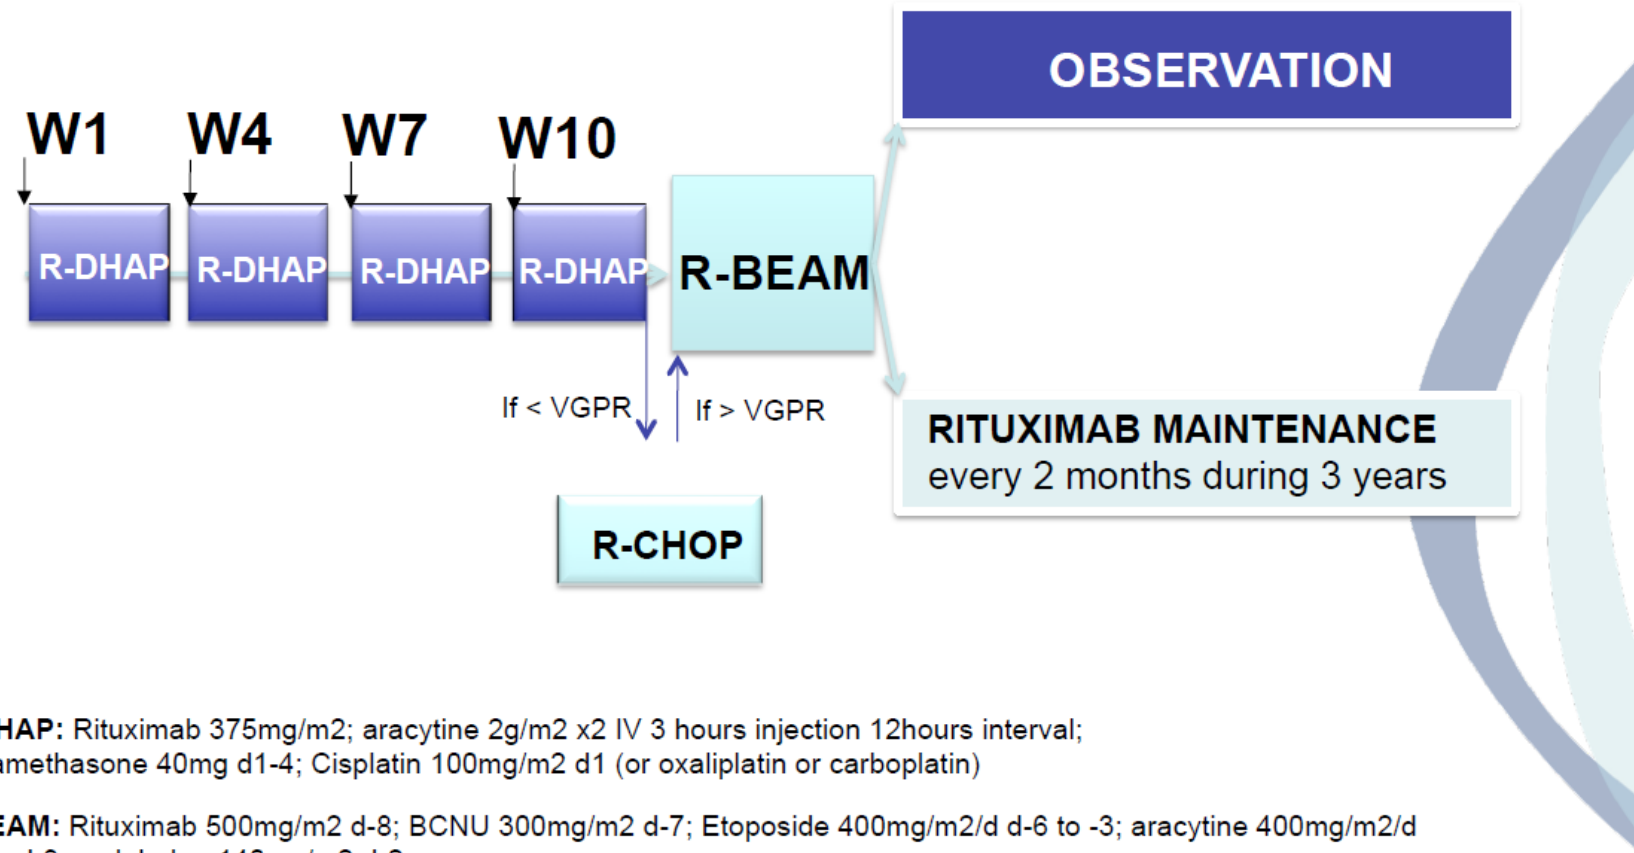 OBSERVATION
W1 W4 W7 W10
R-DHAP R-DHAP R-DHAP R-DHAP R-BEAM
If < VGPR If > VGPR
RITUXIMAB MAINTENANCE
every 2 months during 3 years
R-CHOP
HAP: Rituximab 375mg/m2; aracytine 2g/m2 x2 IV 3 hours injection 12hours interval;
amethasone 40mg d1-4; Cisplatin 100mg/m2 d1 (or oxaliplatin or carboplatin)
EAM: Rituximab 500mg/m2 d-8; BCNU 300mg/m2 d-7; Etoposide 400mg/m2/d d-6 to -3; aracytine 400mg/m2/d